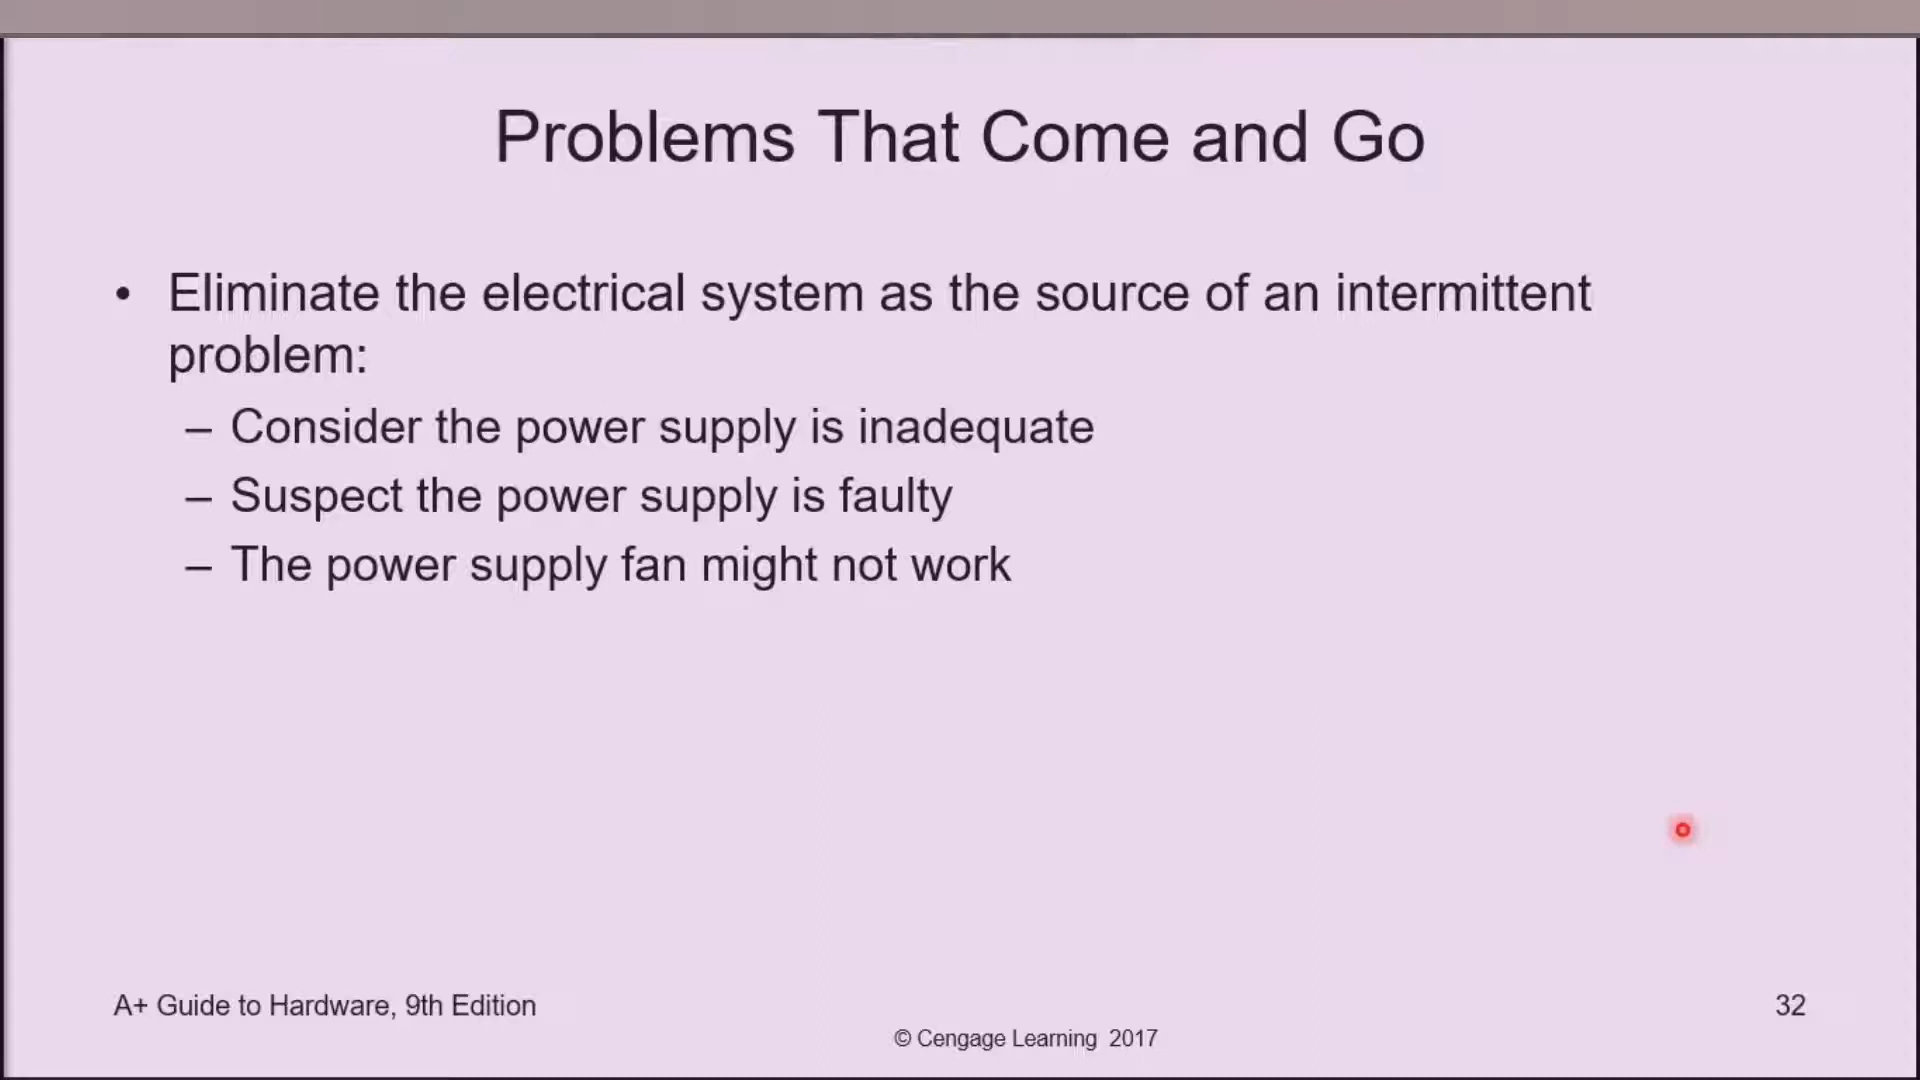 Problems That Come and Go
• Eliminate the electrical system as the source of an intermittent
problem:
– Consider the power supply is inadequate
– Suspect the power supply is faulty
– The power supply fan might not work
A+ Guide to Hardware, 9th Edition
32
© Cengage Learning 2017